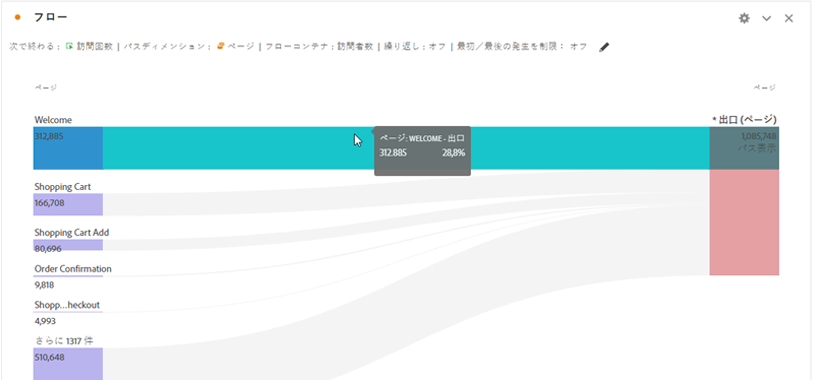 フロー
次で終わる : 訪問回数 | パスディメンション : ページ | フローコンテナ : 訪問者数 | 繰り返し : オフ | 最初／最後の発生を制限： オフ
ページ ページ
Welcome * 出口 (ページ)
312,885 1,085,748
パス表示
ページ: WELCOME - 出口
312.885 28,8%
Shopping Cart
166,708
Shopping Cart Add
80,696
Order Confirmation
9,818
Shopp...heckout
4,993
さらに 1317 件
510,648